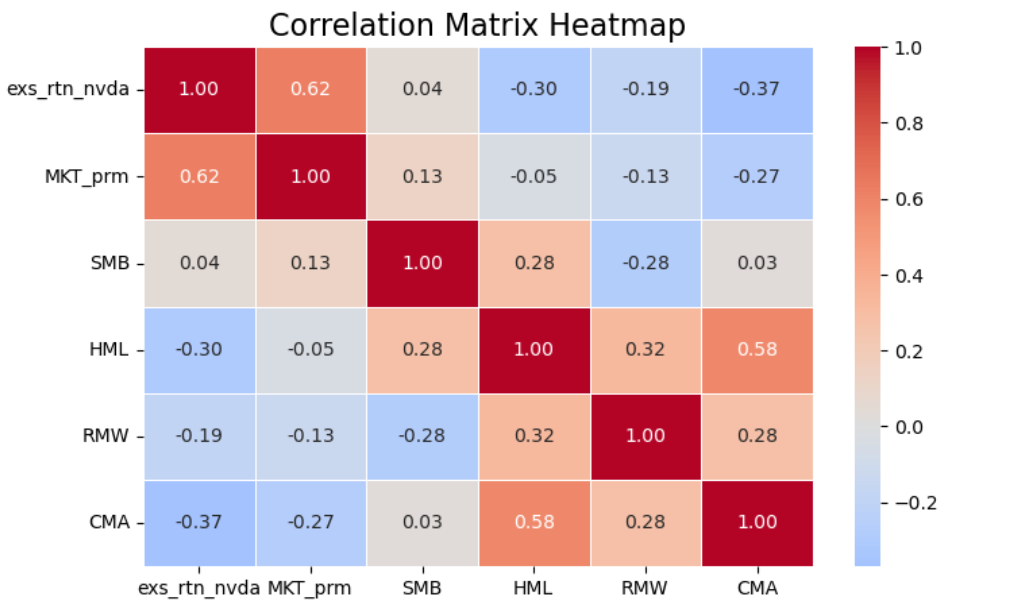 Correlation Matrix Heatmap
exs_rtn_nvda 1.00 0.62 0.04 -0.30 -0.19 -0.37
MKT_prm 0.62 1.00 0.13 -0.05 -0.13 -0.27
SMB 0.04 0.13 1.00 0.28 -0.28 0.03
HML -0.30 -0.05 0.28 1.00 0.32 0.58
RMW -0.19 -0.13 -0.28 0.32 1.00 0.28
CMA -0.37 -0.27 0.03 0.58 0.28 1.00
exs_rtn_nvda MKT_prm SMB HML RMW CMA
1.0
0.8
0.6
0.4
0.2
0.0
−0.2